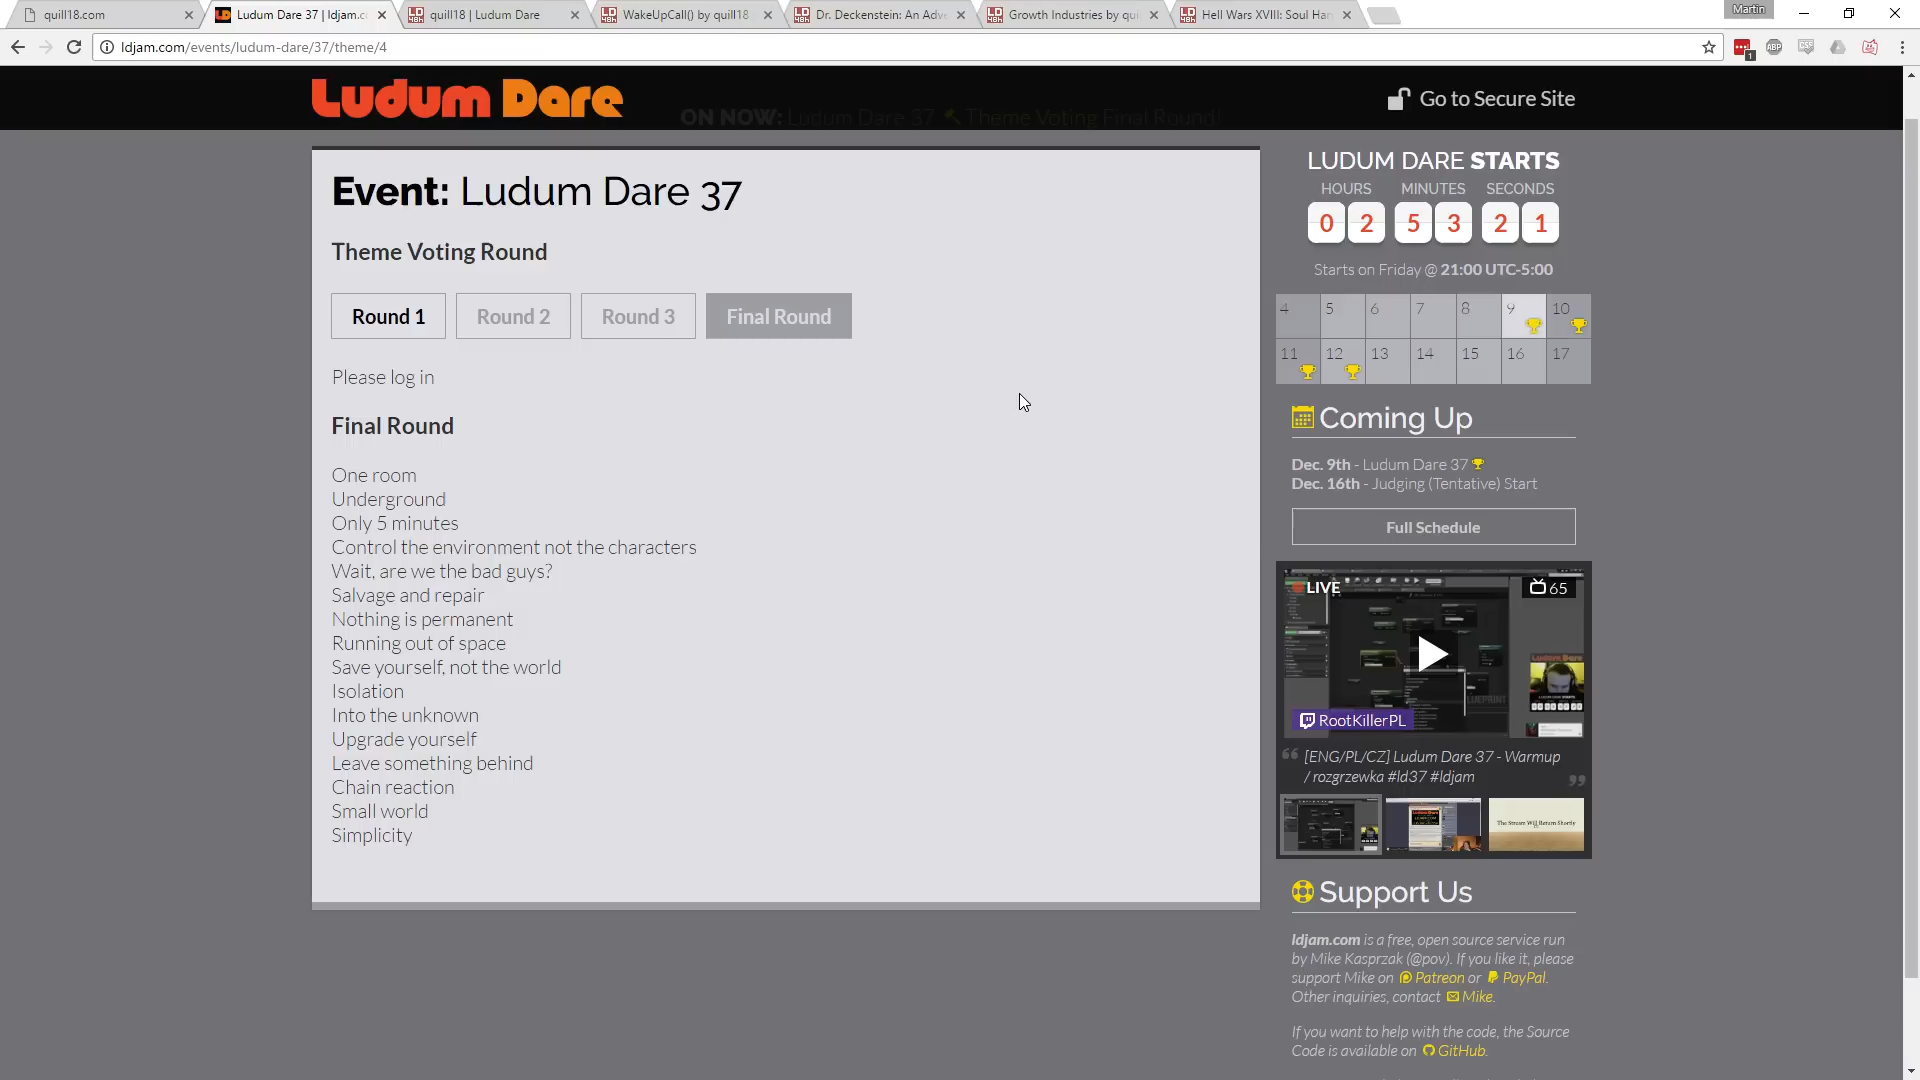 quill18.com
Ludum Dare 37 | ldjam.c
quill18 | Ludum Dare
WakeUpCall() by quill18
Dr. Deckenstein: An Adve
Growth Industries by qui
Hell Wars XVIII: Soul Har
Martin
ldjam.com/events/ludum-dare/37/theme/4
Ludum Dare
ON NOW: Ludum Dare 37 Theme Voting Final Round!
Go to Secure Site
Event: Ludum Dare 37
Theme Voting Round
Round 1
Round 2
Round 3
Final Round
Please log in
Final Round
One room
Underground
Only 5 minutes
Control the environment not the characters
Wait, are we the bad guys?
Salvage and repair
Nothing is permanent
Running out of space
Save yourself, not the world
Isolation
Into the unknown
Upgrade yourself
Leave something behind
Chain reaction
Small world
Simplicity
LUDUM DARE STARTS
HOURS MINUTES SECONDS
0 2 5 3 2 1
Starts on Friday @ 21:00 UTC-5:00
4 5 6 7 8 9 10
11 12 13 14 15 16 17
Coming Up
Dec. 9th - Ludum Dare 37
Dec. 16th - Judging (Tentative) Start
Full Schedule
LIVE
65
RootKillerPL
[ENG/PL/CZ] Ludum Dare 37 - Warmup
/ rozgrzewka #ld37 #ldjam
The Stream Will Return Shortly
Support Us
ldjam.com is a free, open source service run
by Mike Kasprzak (@pov). If you like it, please
support Mike on Patreon or PayPal.
Other inquiries, contact Mike.
If you want to help with the code, the Source
Code is available on GitHub.